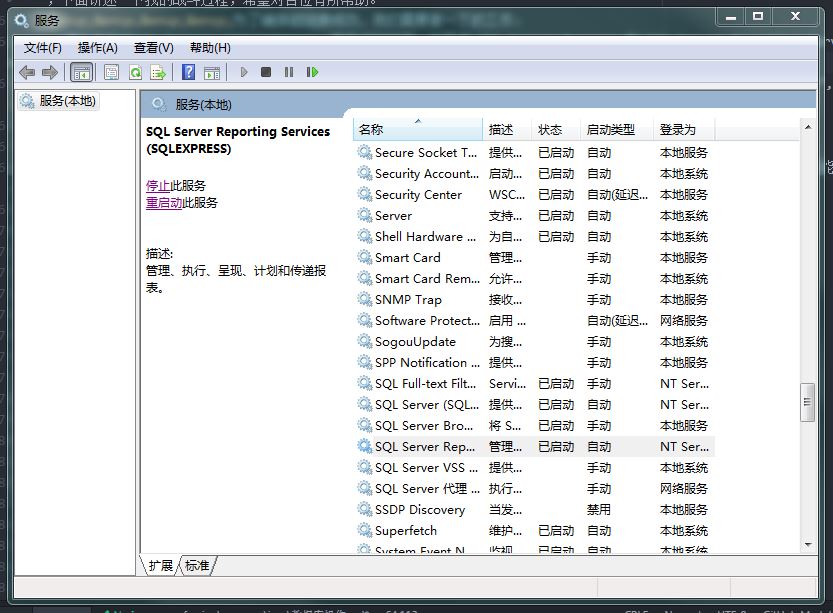 服务
文件(F) 操作(A) 查看(V) 帮助(H)
服务(本地)
服务(本地)
SQL Server Reporting Services
(SQLEXPRESS)
停止此服务
重启动此服务
描述:
管理、执行、呈现、计划和传递报
表。
名称 描述 状态 启动类型 登录为
Secure Socket T... 提供... 已启动 自动 本地服务
Security Account... 启动... 已启动 自动 本地系统
Security Center WSC... 已启动 自动(延迟... 本地服务
Server 支持... 已启动 自动 本地系统
Shell Hardware ... 为自... 已启动 自动 本地系统
Smart Card 管理... 手动 本地服务
Smart Card Rem... 允许... 手动 本地系统
SNMP Trap 接收... 手动 本地服务
Software Protect... 启用 ... 自动(延迟... 网络服务
SogouUpdate 为搜... 手动 本地系统
SPP Notification ... 提供... 手动 本地服务
SQL Full-text Filt... Servi... 已启动 手动 NT Ser...
SQL Server (SQL... 提供... 已启动 自动 NT Ser...
SQL Server Bro... 将 S... 已启动 自动 本地服务
SQL Server Rep... 管理... 已启动 自动 NT Ser...
SQL Server VSS ... 提供... 手动 本地系统
SQL Server 代理 ... 执行... 手动 网络服务
SSDP Discovery 当发... 禁用 本地服务
Superfetch 维护... 已启动 自动 本地系统
System Event N... 监视... 已启动 自动 本地系统
扩展 标准